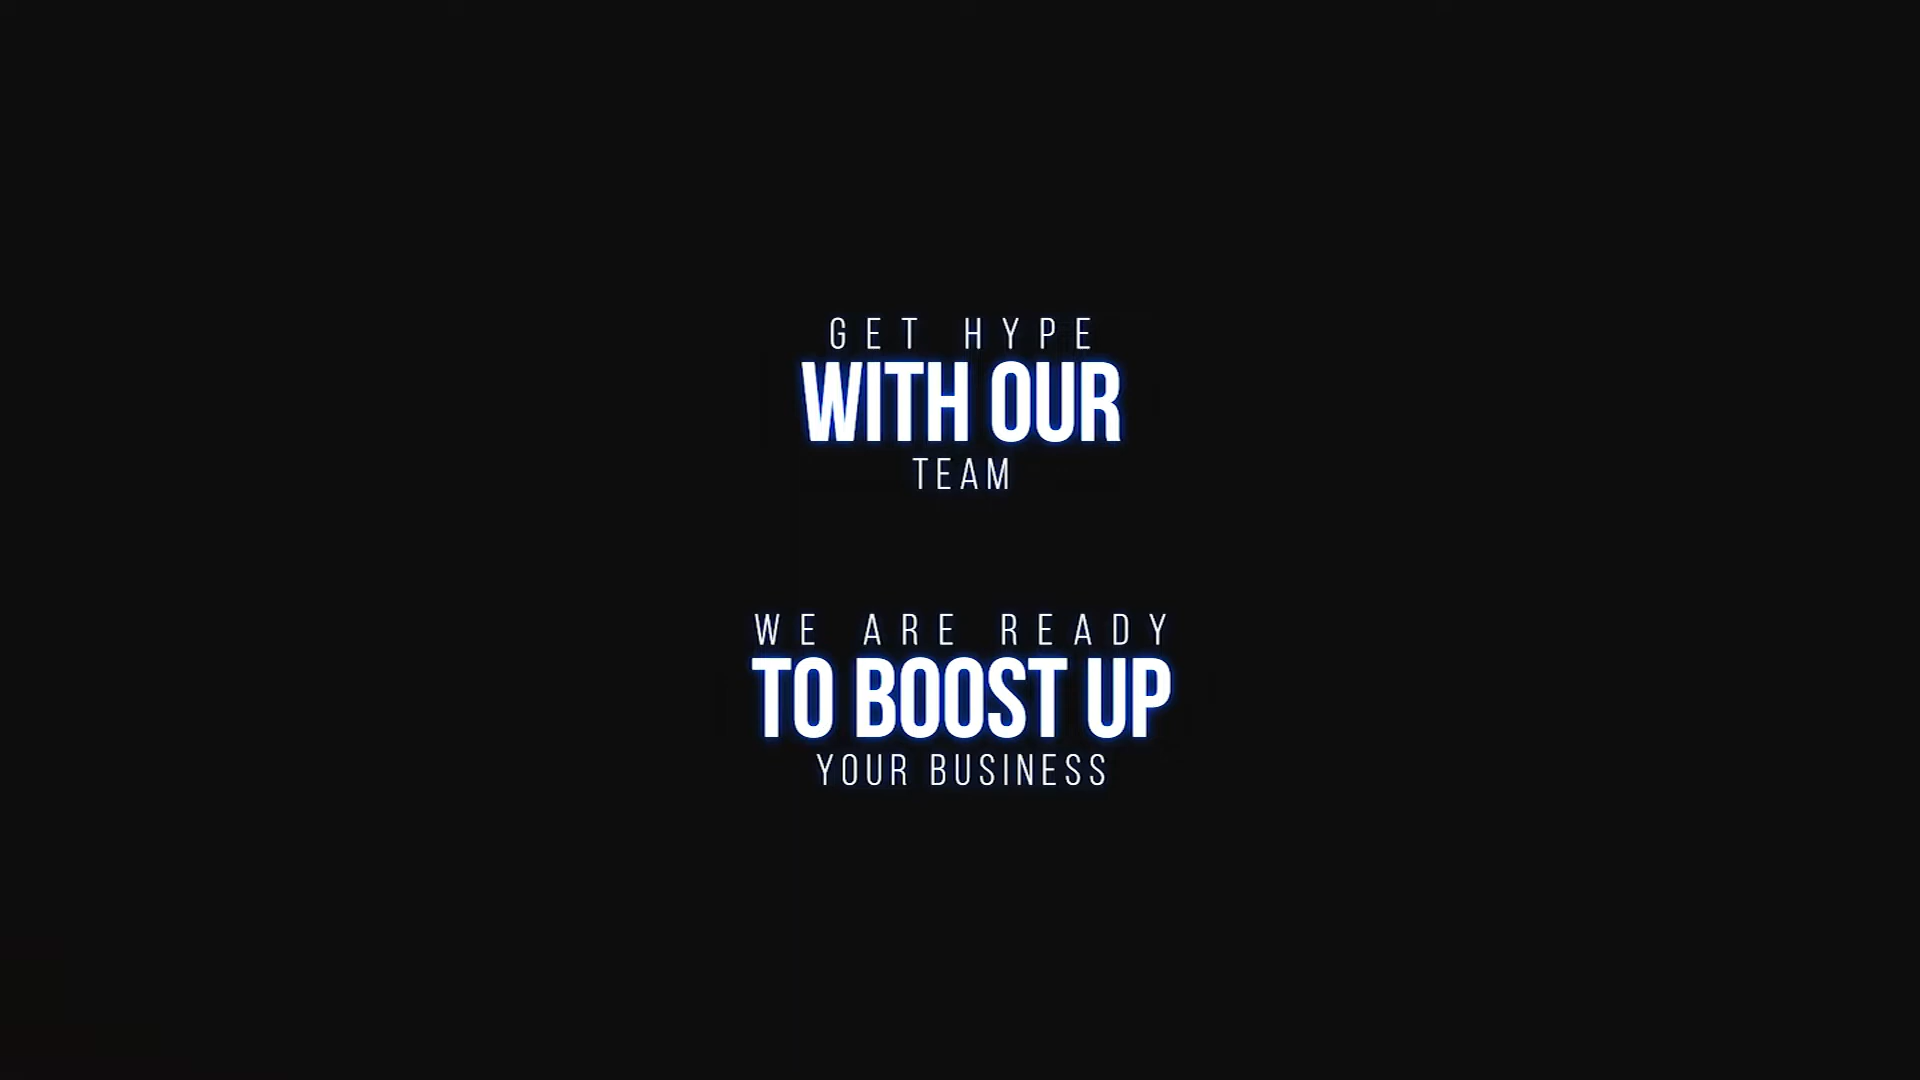 GET HYPE
WITH OUR
TEAM
WE ARE READY
TO BOOST UP
YOUR BUSINESS